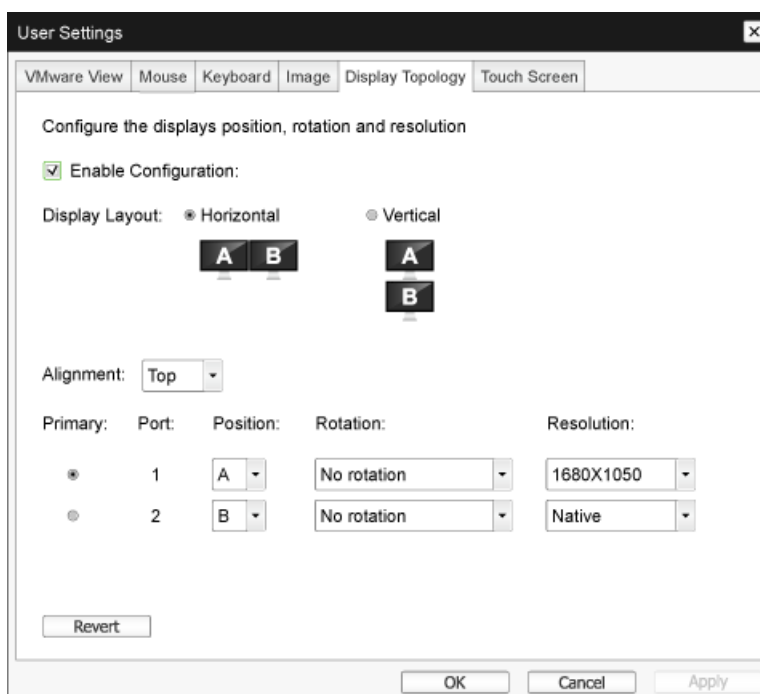 User Settings
VMware View Mouse Keyboard Image Display Topology Touch Screen
Configure the displays position, rotation and resolution
Enable Configuration:
Display Layout: Horizontal Vertical
A B A
B
Alignment: Top
Primary: Port: Position: Rotation: Resolution:
1 A No rotation 1680X1050
2 B No rotation Native
Revert
OK Cancel Apply